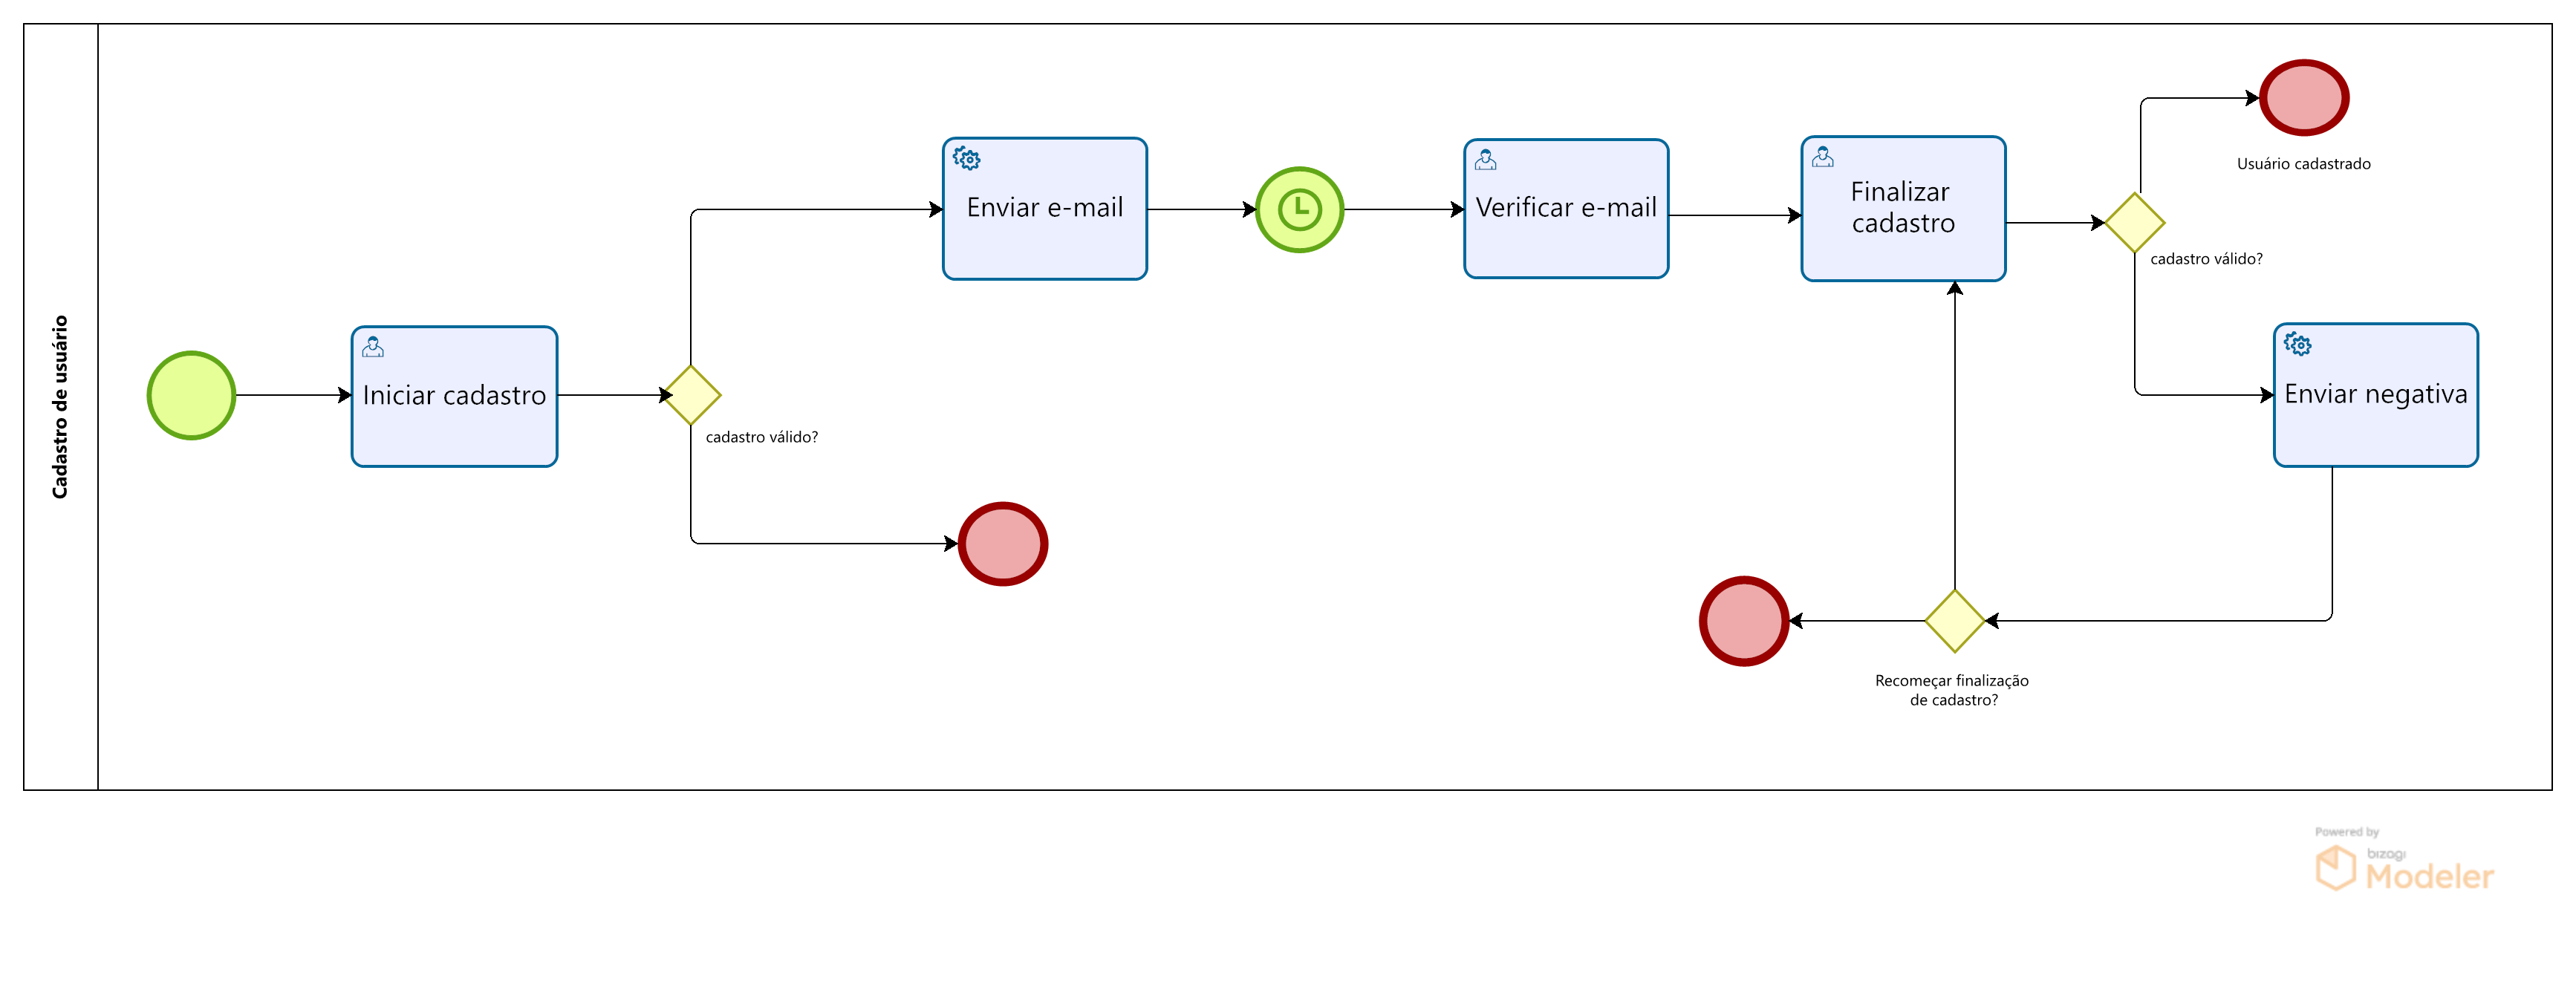 Cadastro de usuário
Iniciar cadastro
cadastro válido?
Enviar e-mail
Verificar e-mail
Finalizar
cadastro
cadastro válido?
Usuário cadastrado
Enviar negativa
Recomeçar finalização
de cadastro?
Powered by
bizagi
Modeler